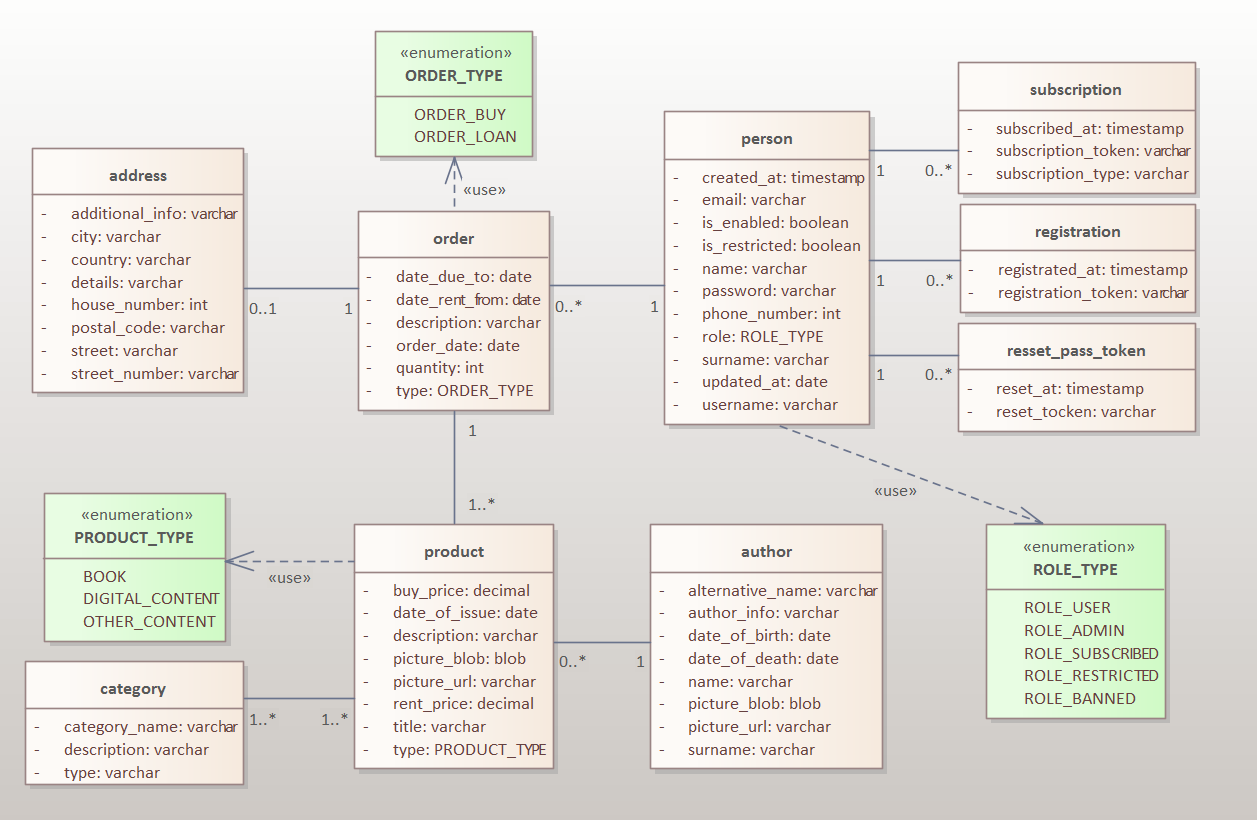 «enumeration»
ORDER_TYPE
ORDER_BUY
ORDER_LOAN
«use»
address
- additional_info: varchar
- city: varchar
- country: varchar
- details: varchar
- house_number: int
- postal_code: varchar
- street: varchar
- street_number: varchar
0..1
1
order
- date_due_to: date
- date_rent_from: date
- description: varchar
- order_date: date
- quantity: int
- type: ORDER_TYPE
0..*
1
person
- created_at: timestamp
- email: varchar
- is_enabled: boolean
- is_restricted: boolean
- name: varchar
- password: varchar
- phone_number: int
- role: ROLE_TYPE
- surname: varchar
- updated_at: date
- username: varchar
1
0..*
subscription
- subscribed_at: timestamp
- subscription_token: varchar
- subscription_type: varchar
1
0..*
registration
- registrated_at: timestamp
- registration_token: varchar
1
0..*
resset_pass_token
- reset_at: timestamp
- reset_tocken: varchar
1
1..*
«use»
«enumeration»
PRODUCT_TYPE
BOOK
DIGITAL_CONTENT
OTHER_CONTENT
«use»
product
- buy_price: decimal
- date_of_issue: date
- description: varchar
- picture_blob: blob
- picture_url: varchar
- rent_price: decimal
- title: varchar
- type: PRODUCT_TYPE
0..*
1
author
- alternative_name: varchar
- author_info: varchar
- date_of_birth: date
- date_of_death: date
- name: varchar
- picture_blob: blob
- picture_url: varchar
- surname: varchar
«enumeration»
ROLE_TYPE
ROLE_USER
ROLE_ADMIN
ROLE_SUBSCRIBED
ROLE_RESTRICTED
ROLE_BANNED
category
- category_name: varchar
- description: varchar
- type: varchar
1..*
1..*